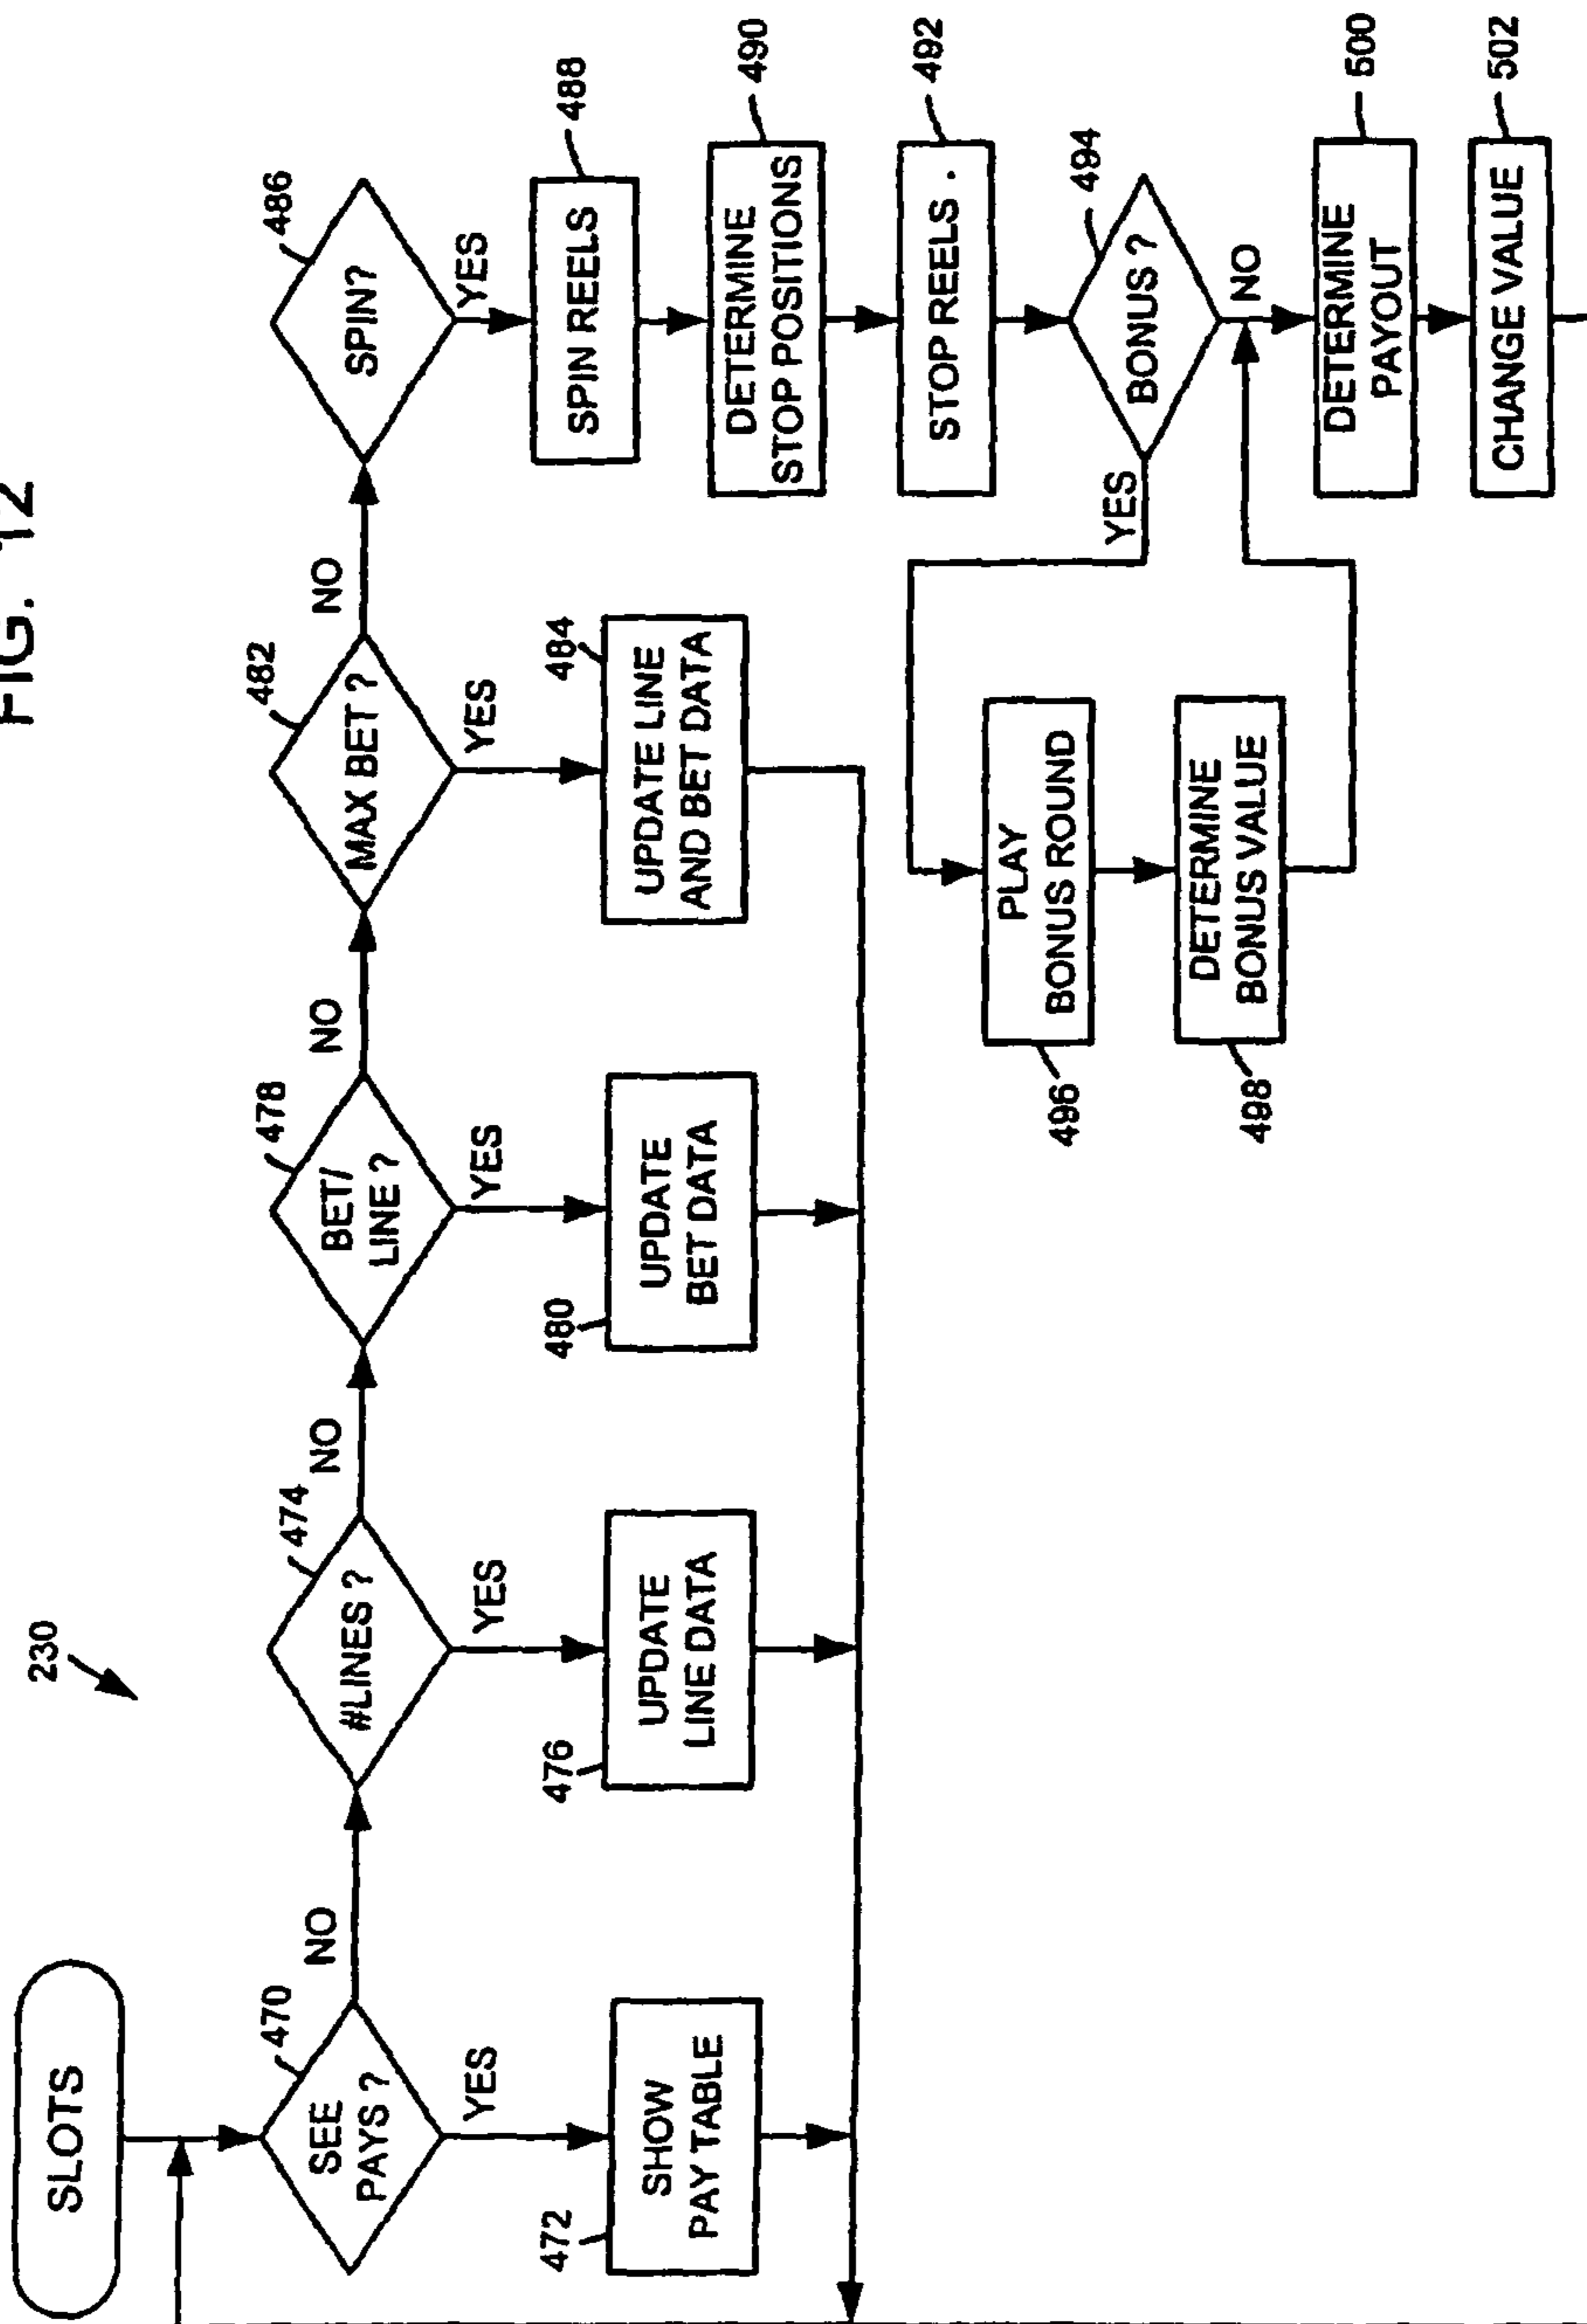 FIG. 12
230
SLOTS
470
SEE
PAYS ?
NO
YES
472
SHOW
PAY TABLE
474
#LINES ?
NO
YES
476
UPDATE
LINE DATA
478
BET/
LINE ?
NO
YES
480
UPDATE
BET DATA
482
MAX BET ?
NO
YES
484
UPDATE LINE
AND BET DATA
486
SPIN?
YES
488
SPIN REELS
490
DETERMINE
STOP POSITIONS
492
STOP REELS .
494
BONUS ?
YES
NO
496
PLAY
BONUS ROUND
498
DETERMINE
BONUS VALUE
500
DETERMINE
PAYOUT
502
CHANGE VALUE